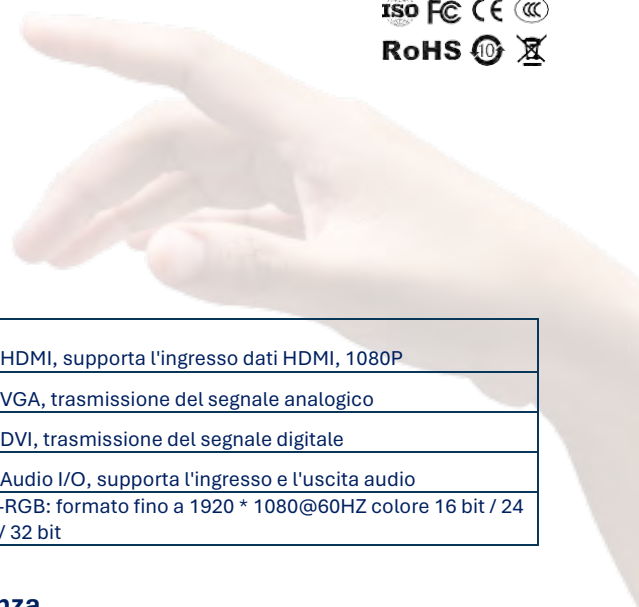 ISO FC CE CCC
RoHS 10
HDMI, supporta l'ingresso dati HDMI, 1080P
VGA, trasmissione del segnale analogico
DVI, trasmissione del segnale digitale
Audio I/O, supporta l'ingresso e l'uscita audio
-RGB: formato fino a 1920 * 1080@60HZ colore 16 bit / 24
/ 32 bit
nza